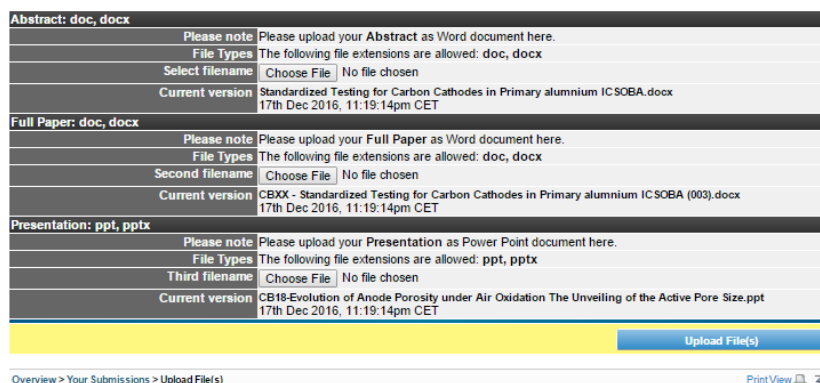 Abstract: doc, docx
Please note Please upload your Abstract as Word document here.
File Types The following file extensions are allowed: doc, docx
Select filename Choose File No file chosen
Current version Standardized Testing for Carbon Cathodes in Primary alumnium ICSOBA.docx
17th Dec 2016, 11:19:14pm CET
Full Paper: doc, docx
Please note Please upload your Full Paper as Word document here.
File Types The following file extensions are allowed: doc, docx
Second filename Choose File No file chosen
Current version CBXX - Standardized Testing for Carbon Cathodes in Primary alumnium ICSOBA (003).docx
17th Dec 2016, 11:19:14pm CET
Presentation: ppt, pptx
Please note Please upload your Presentation as Power Point document here.
File Types The following file extensions are allowed: ppt, pptx
Third filename Choose File No file chosen
Current version CB18-Evolution of Anode Porosity under Air Oxidation The Unveiling of the Active Pore Size.ppt
17th Dec 2016, 11:19:14pm CET
Upload File(s)
Overview > Your Submissions > Upload File(s) Print View